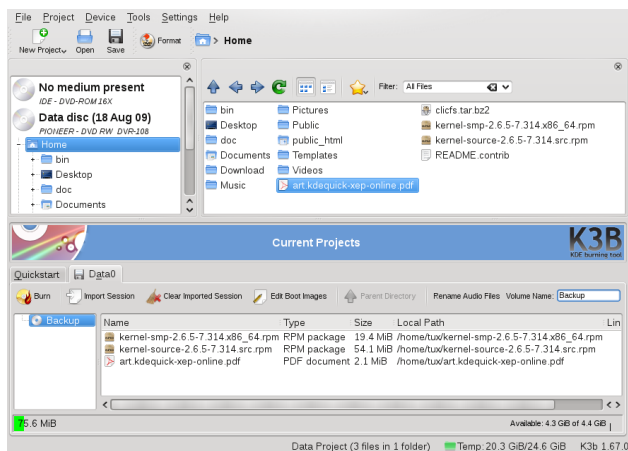 File Project Device Tools Settings Help
New Project Open Save Format > Home
No medium present
IDE - DVD-ROM 16X
Data disc (18 Aug 09)
PIONEER - DVD RW DVR-108
Home
bin
Desktop
doc
Documents
Filter: All Files
bin Pictures clicfs.tar.bz2
Desktop Public kernel-smp-2.6.5-7.314.x86_64.rpm
doc public_html kernel-source-2.6.5-7.314.src.rpm
Documents Templates README.contrib
Download Videos
Music art.kdequick-xep-online.pdf
Current Projects
K3B
KDE burning tool
Quickstart Data0
Burn Import Session Clear Imported Session Edit Boot Images Parent Directory Rename Audio Files Volume Name: Backup
Backup
Name Type Size Local Path Lin
kernel-smp-2.6.5-7.314.x86_64.rpm RPM package 19.4 MiB /home/tux/kernel-smp-2.6.5-7.314.x86_64.rpm
kernel-source-2.6.5-7.314.src.rpm RPM package 54.1 MiB /home/tux/kernel-source-2.6.5-7.314.src.rpm
art.kdequick-xep-online.pdf PDF document 2.1 MiB /home/tux/art.kdequick-xep-online.pdf
75.6 MiB Available: 4.3 GiB of 4.4 GiB
Data Project (3 files in 1 folder) Temp: 20.3 GiB/24.6 GiB K3b 1.67.0